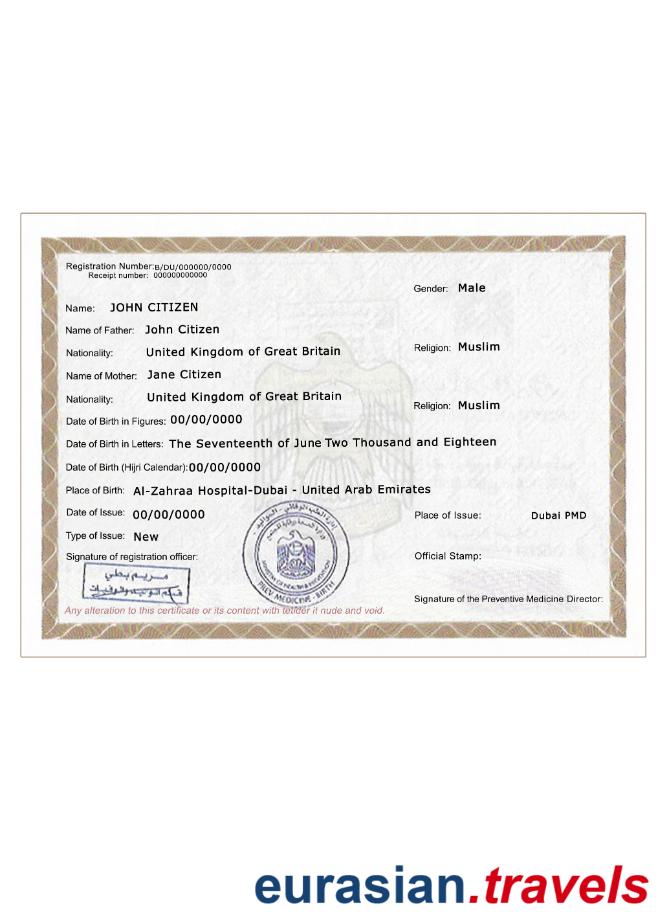 Registration Number:B/DU/000000/0000
Receipt number: 000000000000
Gender: Male
Name: JOHN CITIZEN
Name of Father: John Citizen
Nationality: United Kingdom of Great Britain Religion: Muslim
Name of Mother: Jane Citizen
Nationality: United Kingdom of Great Britain
Religion: Muslim
Date of Birth in Figures: 00/00/0000
Date of Birth in Letters: The Seventeenth of June Two Thousand and Eighteen
Date of Birth (Hijri Calendar):00/00/0000
Place of Birth: Al-Zahraa Hospital-Dubai - United Arab Emirates
Date of Issue: 00/00/0000 Place of Issue: Dubai PMD
Type of Issue: New
Signature of registration officer: Official Stamp:
مريم بطي
PREV MEDICINE - BIRTH
Signature of the Preventive Medicine Director:
Any alteration to this certificate or its content with tender it nude and void.
eurasian.travels